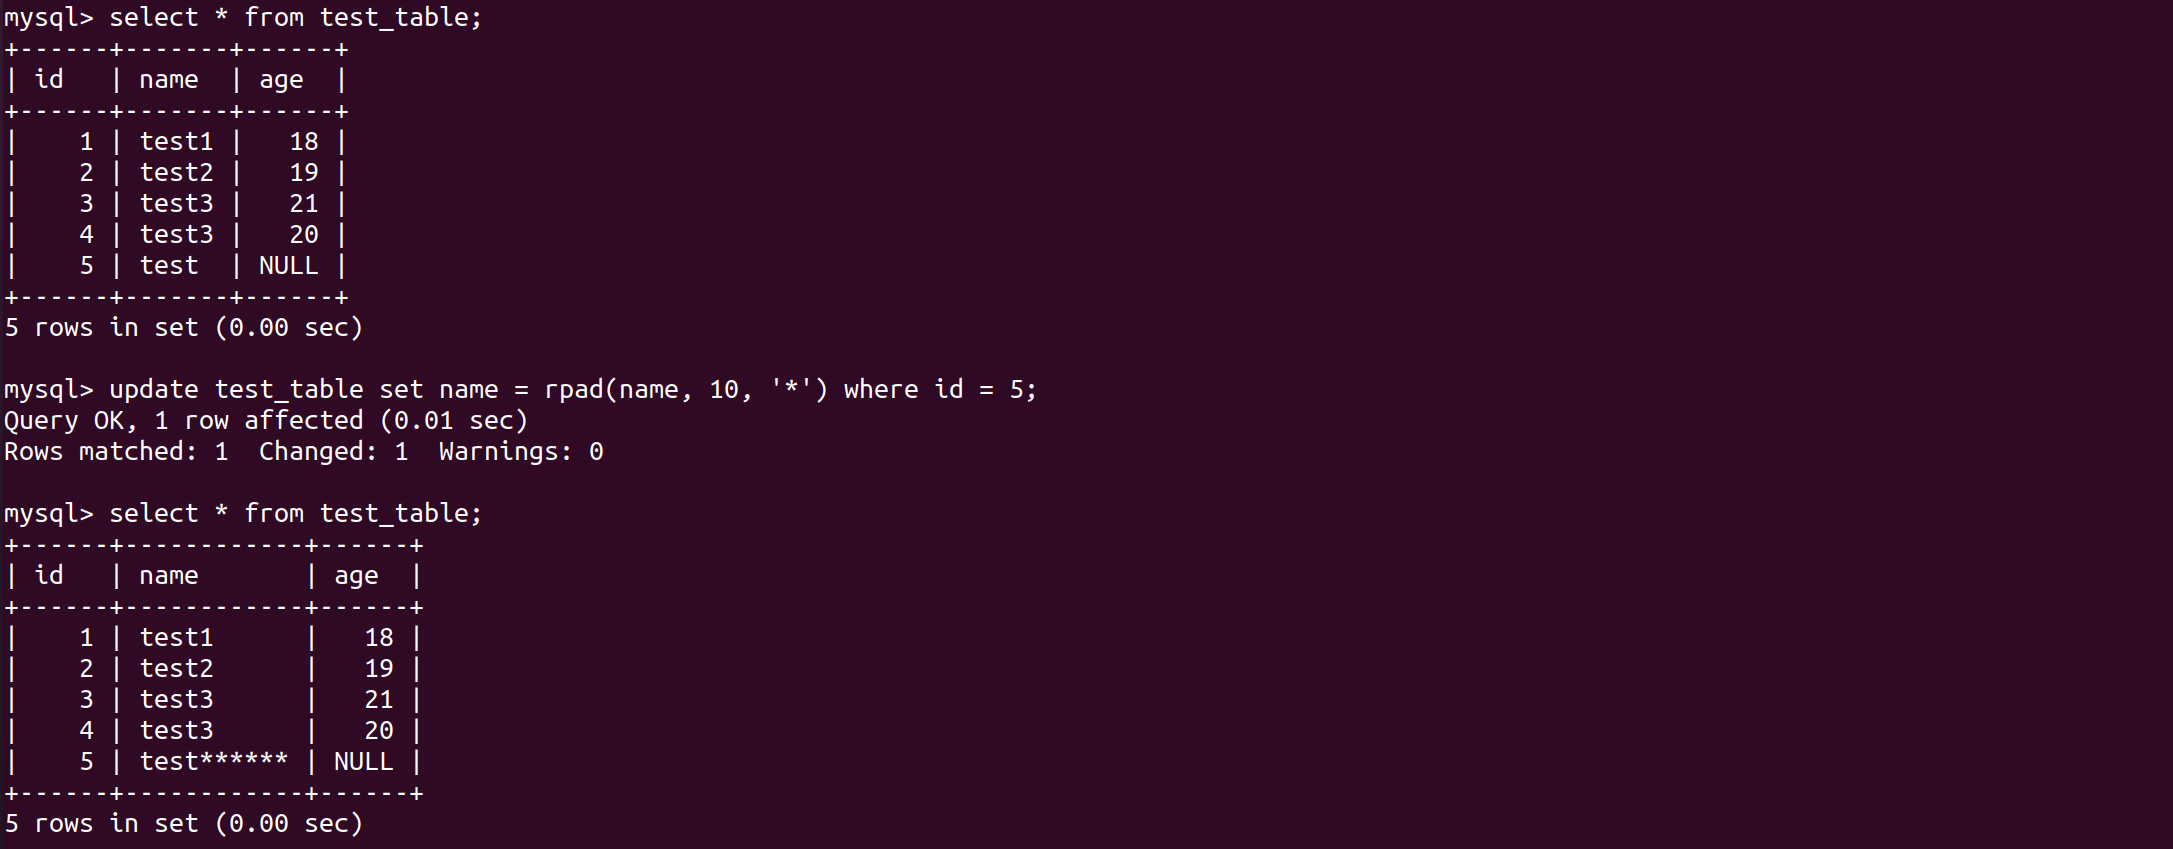 mysql> select * from test_table;
+------+-------+------+
| id   | name  | age  |
+------+-------+------+
|    1 | test1 |   18 |
|    2 | test2 |   19 |
|    3 | test3 |   21 |
|    4 | test3 |   20 |
|    5 | test  | NULL |
+------+-------+------+
5 rows in set (0.00 sec)

mysql> update test_table set name = rpad(name, 10, '*') where id = 5;
Query OK, 1 row affected (0.01 sec)
Rows matched: 1  Changed: 1  Warnings: 0

mysql> select * from test_table;
+------+------------+------+
| id   | name       | age  |
+------+------------+------+
|    1 | test1      |   18 |
|    2 | test2      |   19 |
|    3 | test3      |   21 |
|    4 | test3      |   20 |
|    5 | test****** | NULL |
+------+------------+------+
5 rows in set (0.00 sec)